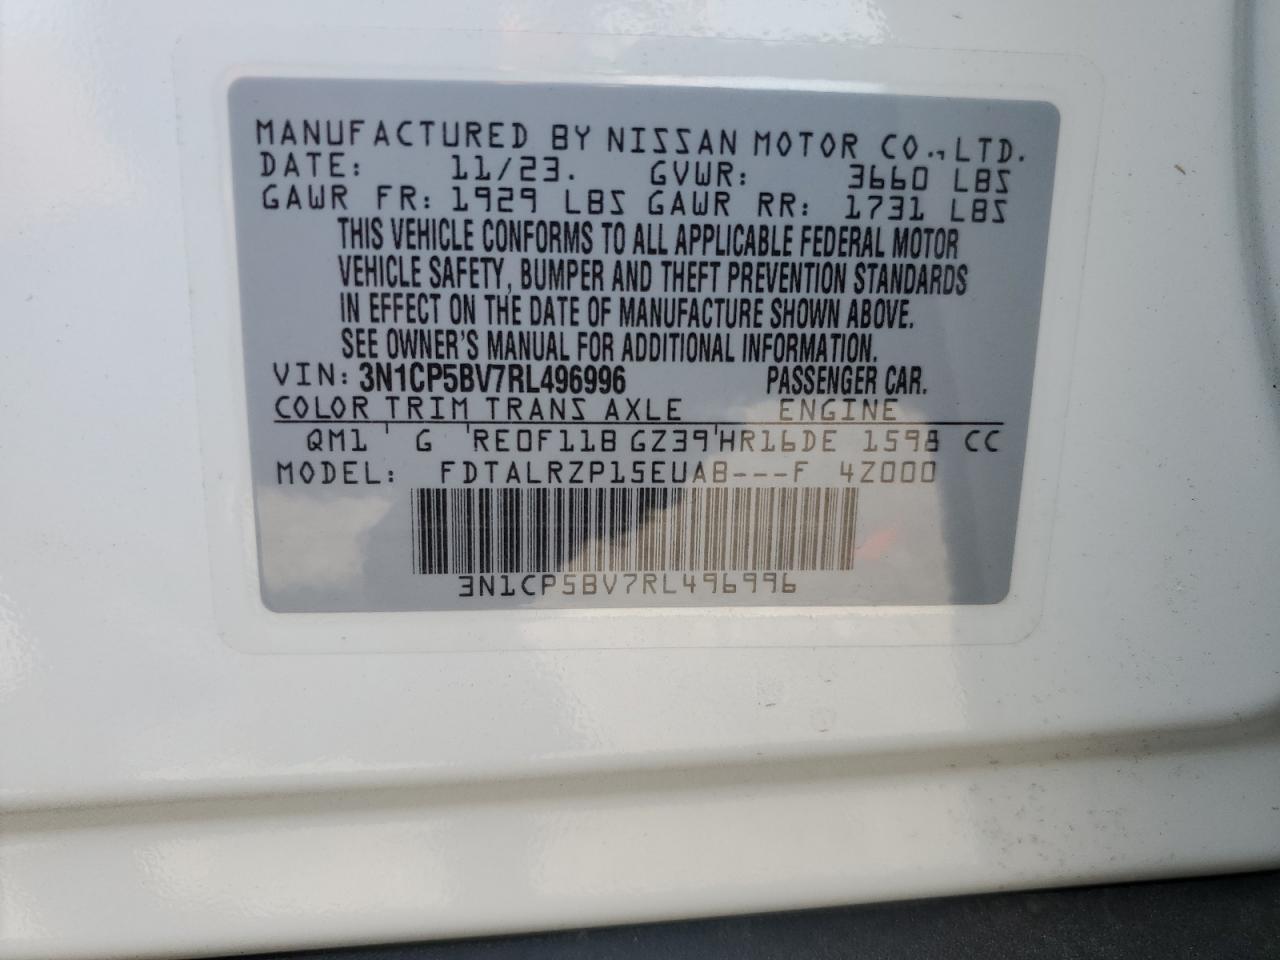 MANUFACTURED BY NISSAN MOTOR CO.,LTD.
DATE: 11/23. GVWR: 3660 LBS
GAWR FR: 1929 LBS GAWR RR: 1731 LBS
THIS VEHICLE CONFORMS TO ALL APPLICABLE FEDERAL MOTOR
VEHICLE SAFETY, BUMPER AND THEFT PREVENTION STANDARDS
IN EFFECT ON THE DATE OF MANUFACTURE SHOWN ABOVE.
SEE OWNER'S MANUAL FOR ADDITIONAL INFORMATION.
VIN: 3N1CP5BV7RL496996 PASSENGER CAR.
COLOR TRIM TRANS AXLE ENGINE
QM1 ' G 'RE0F11B GZ39'HR16DE 1598 CC
MODEL: FDTALRZP15EUAB---F 4Z000
3N1CP5BV7RL496996